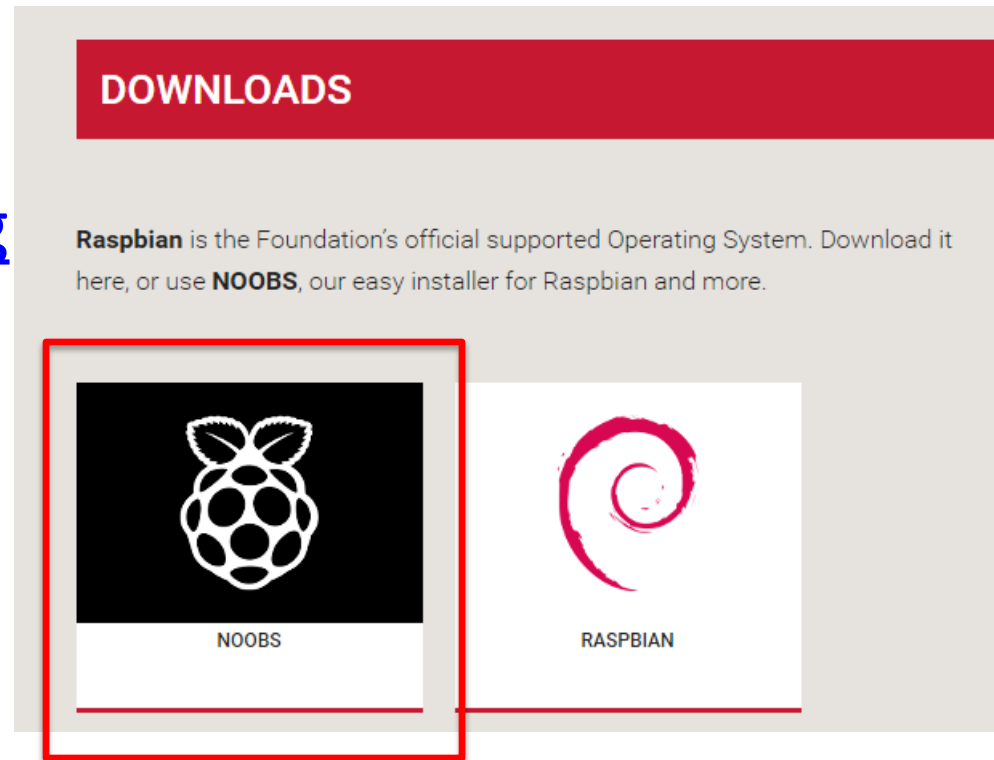 DOWNLOADS
g
Raspbian is the Foundation's official supported Operating System. Download it
here, or use NOOBS, our easy installer for Raspbian and more.
NOOBS
RASPBIAN